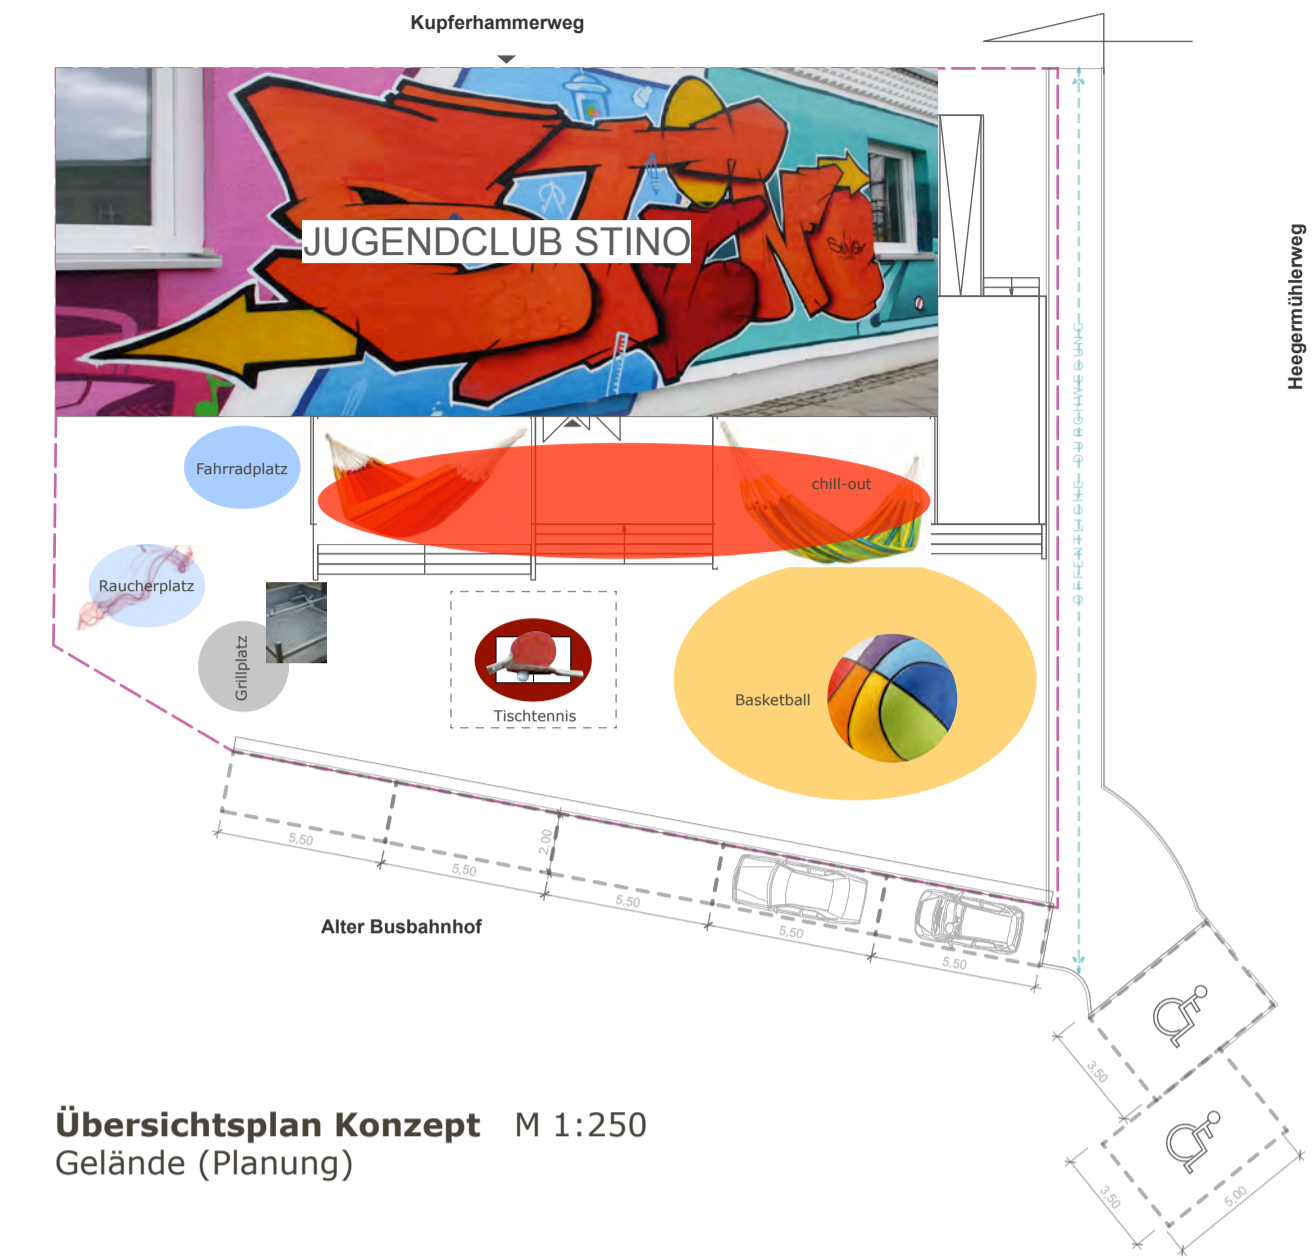 Kupferhammerweg
STINO
Selor
JUGENDCLUB STINO
Heegermühlerweg
ÖFFENTLICHE DURCHWEGUNG
Fahrradplatz
chill-out
Raucherplatz
Grillplatz
Basketball
Tischtennis
5,50
5,50
2,00
5,50
5,50
5,50
Alter Busbahnhof
3,50
3,50
5,00
Übersichtsplan Konzept M 1:250
Gelände (Planung)